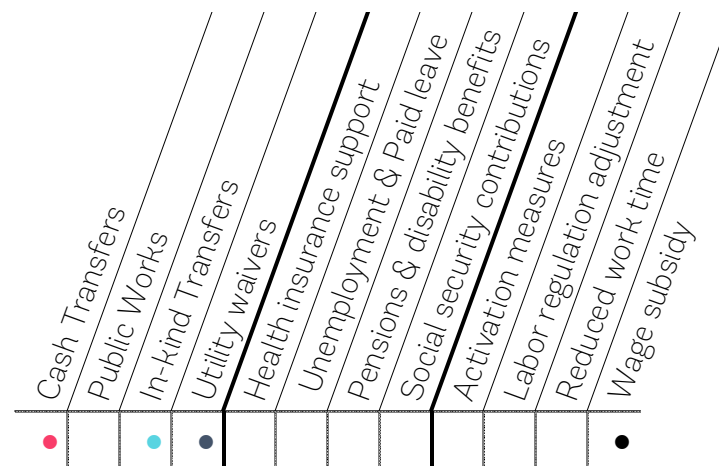 Cash Transfers
Public Works
In-kind Transfers
Utility waivers
Health insurance support
Unemployment & Paid leave
Pensions & disability benefits
Social security contributions
Activation measures
Labor regulation adjustment
Reduced work time
Wage subsidy